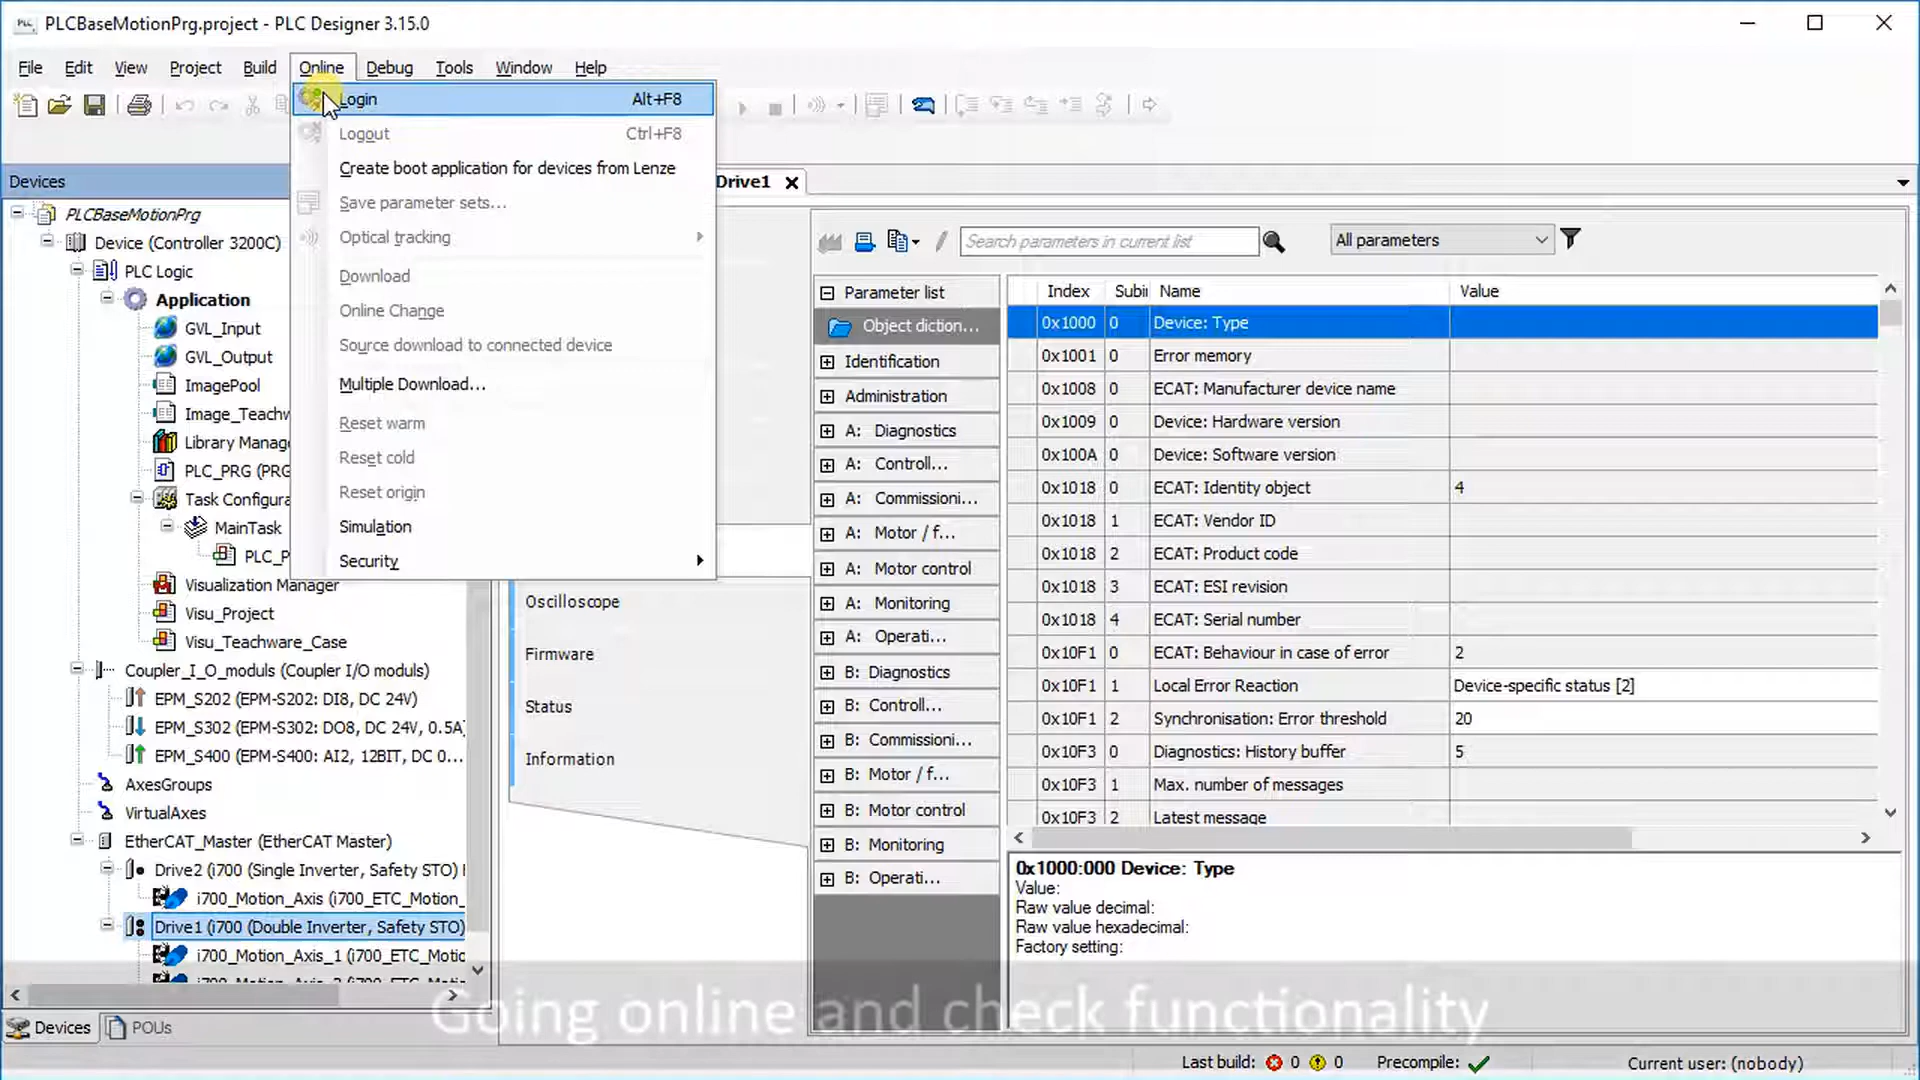 PLCBaseMotionPrg.project - PLC Designer 3.15.0
File Edit View Project Build Online Debug Tools Window Help
Login Alt+F8
Logout Ctrl+F8
Create boot application for devices from Lenze
Save parameter sets...
Optical tracking
Download
Online Change
Source download to connected device
Multiple Download...
Reset warm
Reset cold
Reset origin
Simulation
Security
Devices
PLCBaseMotionPrg
Device (Controller 3200C)
PLC Logic
Application
GVL_Input
GVL_Output
ImagePool
Image_Teachw
Library Manage
PLC_PRG (PRG
Task Configura
MainTask
PLC_P
Visualization Manager
Visu_Project
Visu_Teachware_Case
Coupler_I_O_moduls (Coupler I/O moduls)
EPM_S202 (EPM-S202: DI8, DC 24V)
EPM_S302 (EPM-S302: DO8, DC 24V, 0.5A)
EPM_S400 (EPM-S400: AI2, 12BIT, DC 0...
AxesGroups
VirtualAxes
EtherCAT_Master (EtherCAT Master)
Drive2 (i700 (Single Inverter, Safety STO)
i700_Motion_Axis (i700_ETC_Motion_
Drive1 (i700 (Double Inverter, Safety STO)
i700_Motion_Axis_1 (i700_ETC_Motio
Devices POUs
Drive1
Oscilloscope
Firmware
Status
Information
Search parameters in current list
All parameters
Parameter list
Object diction...
Identification
Administration
A: Diagnostics
A: Controll...
A: Commissioni...
A: Motor / f...
A: Motor control
A: Monitoring
A: Operati...
B: Diagnostics
B: Controll...
B: Commissioni...
B: Motor / f...
B: Motor control
B: Monitoring
B: Operati...
Index Subi Name Value
0x1000 0 Device: Type
0x1001 0 Error memory
0x1008 0 ECAT: Manufacturer device name
0x1009 0 Device: Hardware version
0x100A 0 Device: Software version
0x1018 0 ECAT: Identity object 4
0x1018 1 ECAT: Vendor ID
0x1018 2 ECAT: Product code
0x1018 3 ECAT: ESI revision
0x1018 4 ECAT: Serial number
0x10F1 0 ECAT: Behaviour in case of error 2
0x10F1 1 Local Error Reaction Device-specific status [2]
0x10F1 2 Synchronisation: Error threshold 20
0x10F3 0 Diagnostics: History buffer 5
0x10F3 1 Max. number of messages
0x10F3 2 Latest message
0x1000:000 Device: Type
Value:
Raw value decimal:
Raw value hexadecimal:
Factory setting:
Going online and check functionality
Last build: 0 0 Precompile: Current user: (nobody)